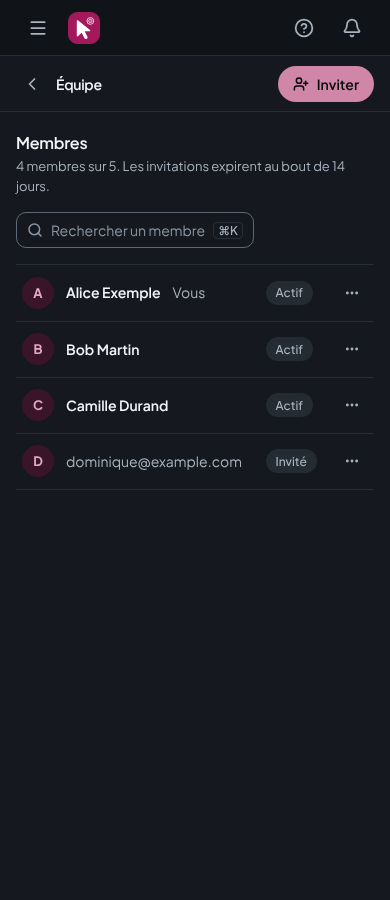 Équipe
Inviter
Membres
4 membres sur 5. Les invitations expirent au bout de 14
jours.
Rechercher un membre ⌘K
A Alice Exemple Vous Actif
B Bob Martin Actif
C Camille Durand Actif
D dominique@example.com Invité